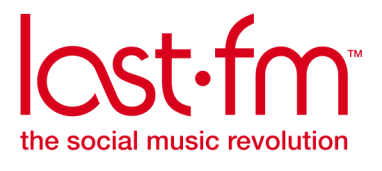 last·fm™
the social music revolution